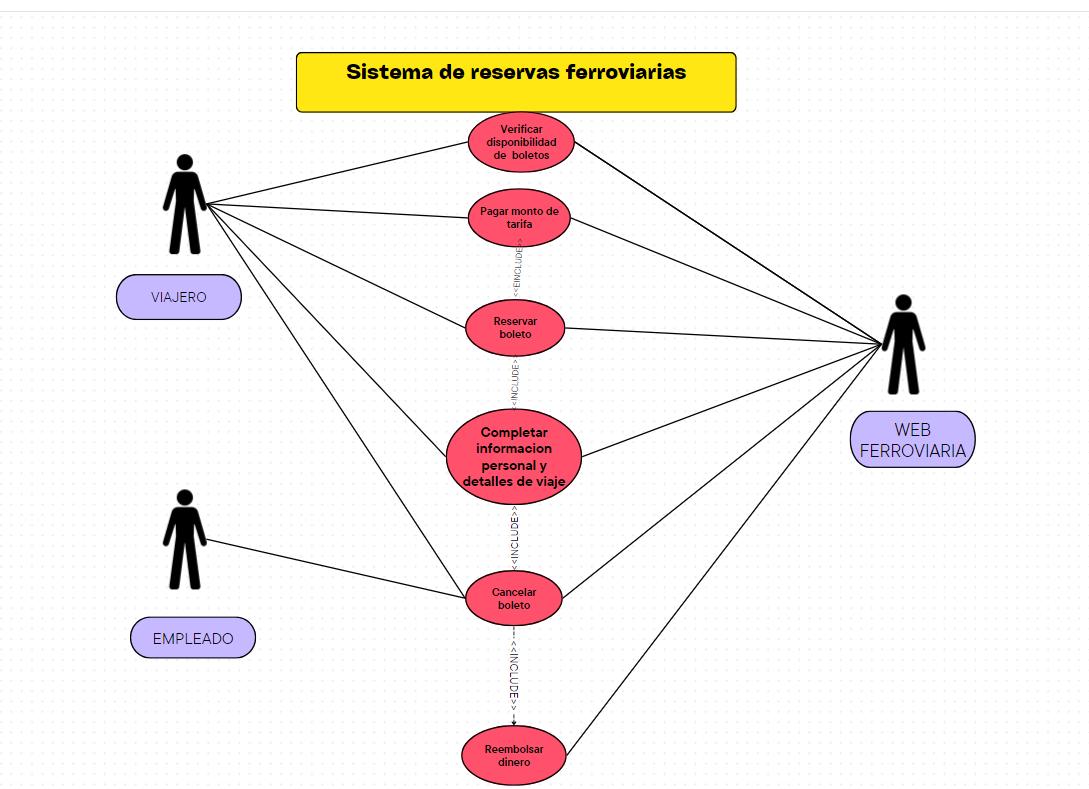 Sistema de reservas ferroviarias
Verificar
disponibilidad
de boletos
Pagar monto de
tarifa
<<EINCLUDE>>
VIAJERO
Reservar
boleto
<<INCLUDE>
WEB
FERROVIARIA
Completar
informacion
personal y
detalles de viaje
<<INCLUDE>>
Cancelar
boleto
EMPLEADO
>>INCLUDE<<
Reembolsar
dinero